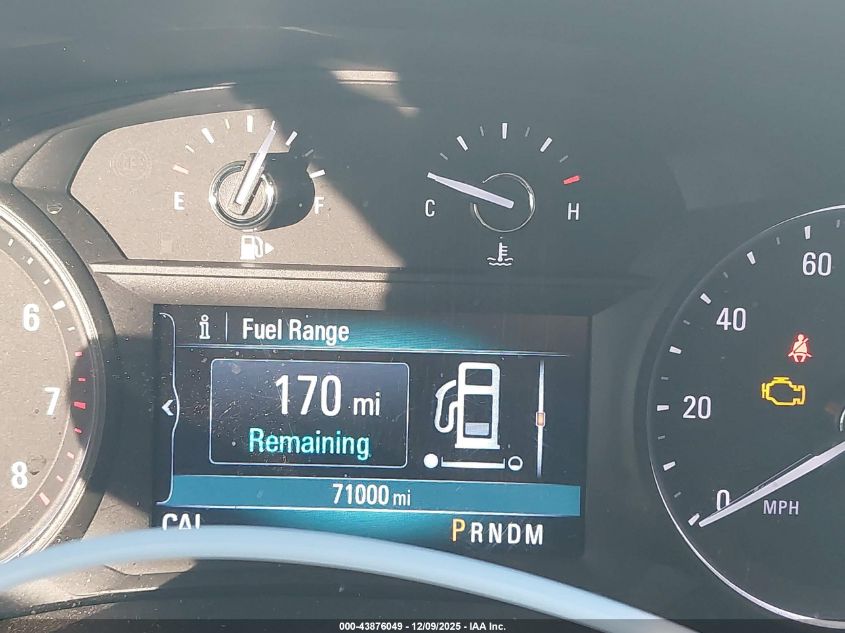 E F
C H
6
7
8
i Fuel Range
170 mi
Remaining
71000 mi
CAL
PRNDM
60
40
20
0
MPH
000-43876049 - 12/09/2025 - IAA Inc.